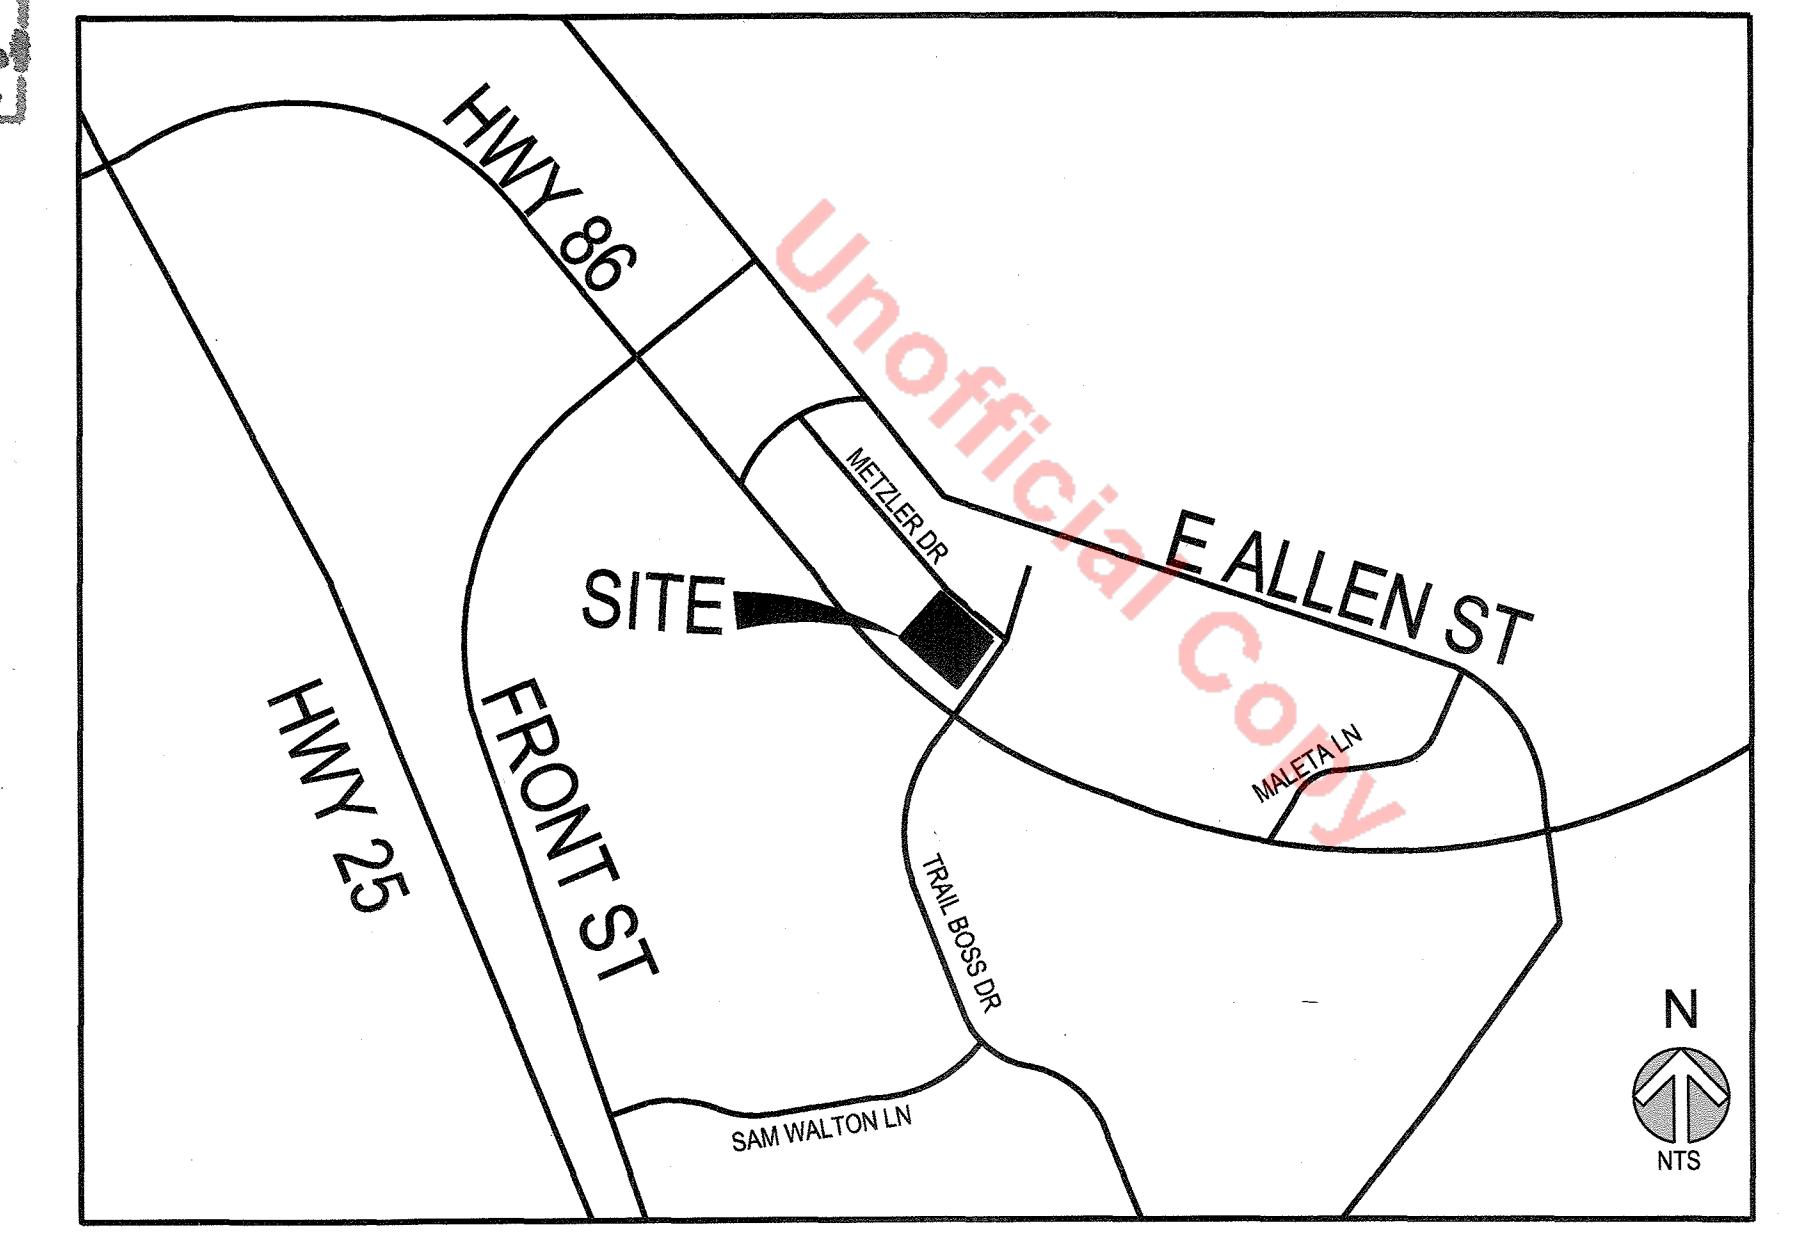 HWY 86
Unofficial Copy
METZLER DR
E ALLEN ST
SITE
HWY 25
FRONT ST
MALETA LN
TRAIL BOSS DR
SAM WALTON LN
N
NTS